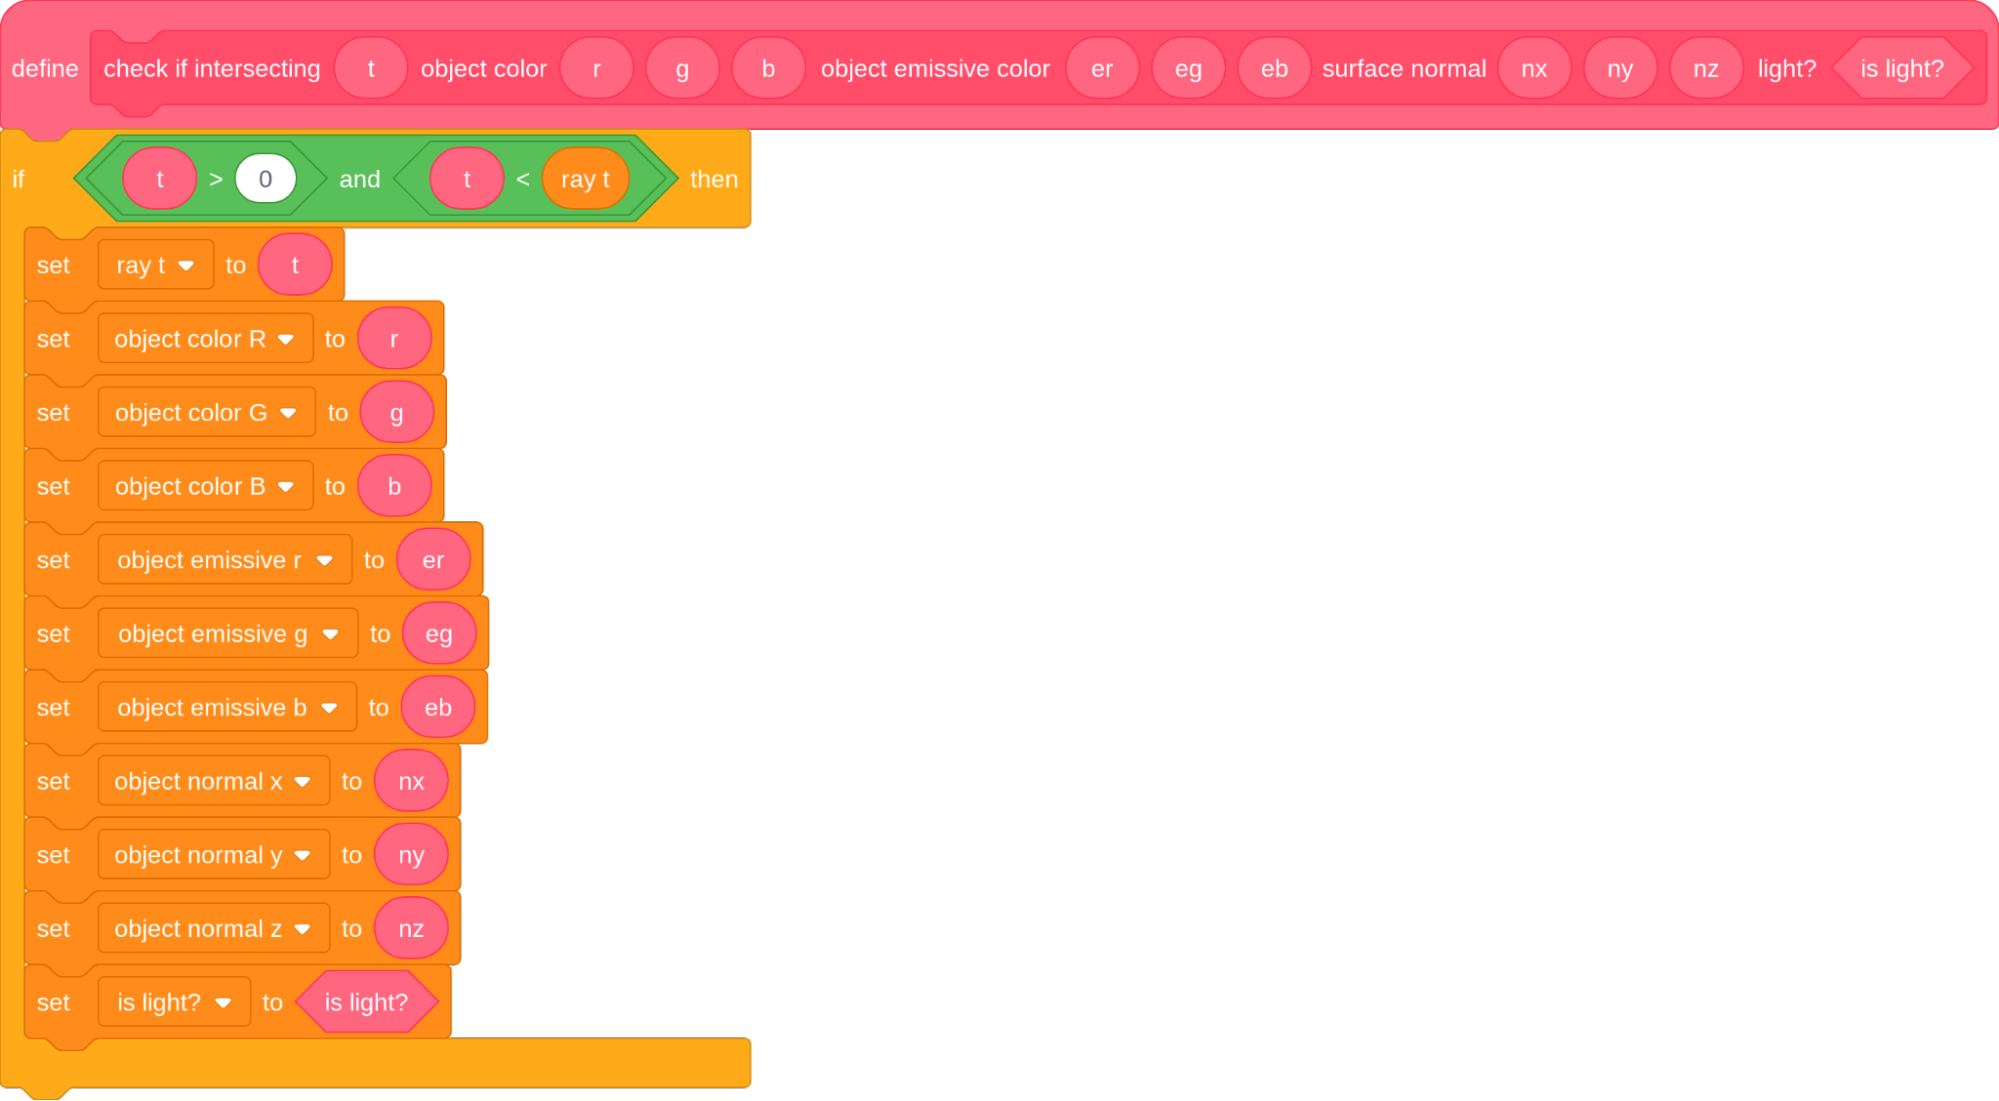 define check if intersecting t object color r g b object emissive color er eg eb surface normal nx ny nz light? is light?
if t > 0 and t < ray t then
set ray t to t
set object color R to r
set object color G to g
set object color B to b
set object emissive r to er
set object emissive g to eg
set object emissive b to eb
set object normal x to nx
set object normal y to ny
set object normal z to nz
set is light? to is light?